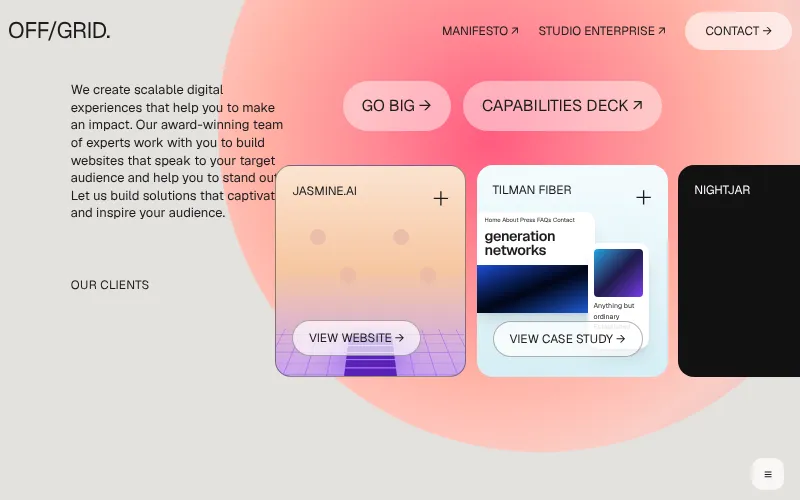 OFF/GRID.
MANIFESTO ↗
STUDIO ENTERPRISE ↗
CONTACT →
We create scalable digital
experiences that help you to make
an impact. Our award-winning team
of experts work with you to build
websites that speak to your target
audience and help you to stand out
Let us build solutions that captivat
and inspire your audience.
OUR CLIENTS
GO BIG →
CAPABILITIES DECK ↗
JASMINE.AI
VIEW WEBSITE →
TILMAN FIBER
Home About Press FAQs Contact
generation
networks
Anything but
ordinary
VIEW CASE STUDY →
NIGHTJAR